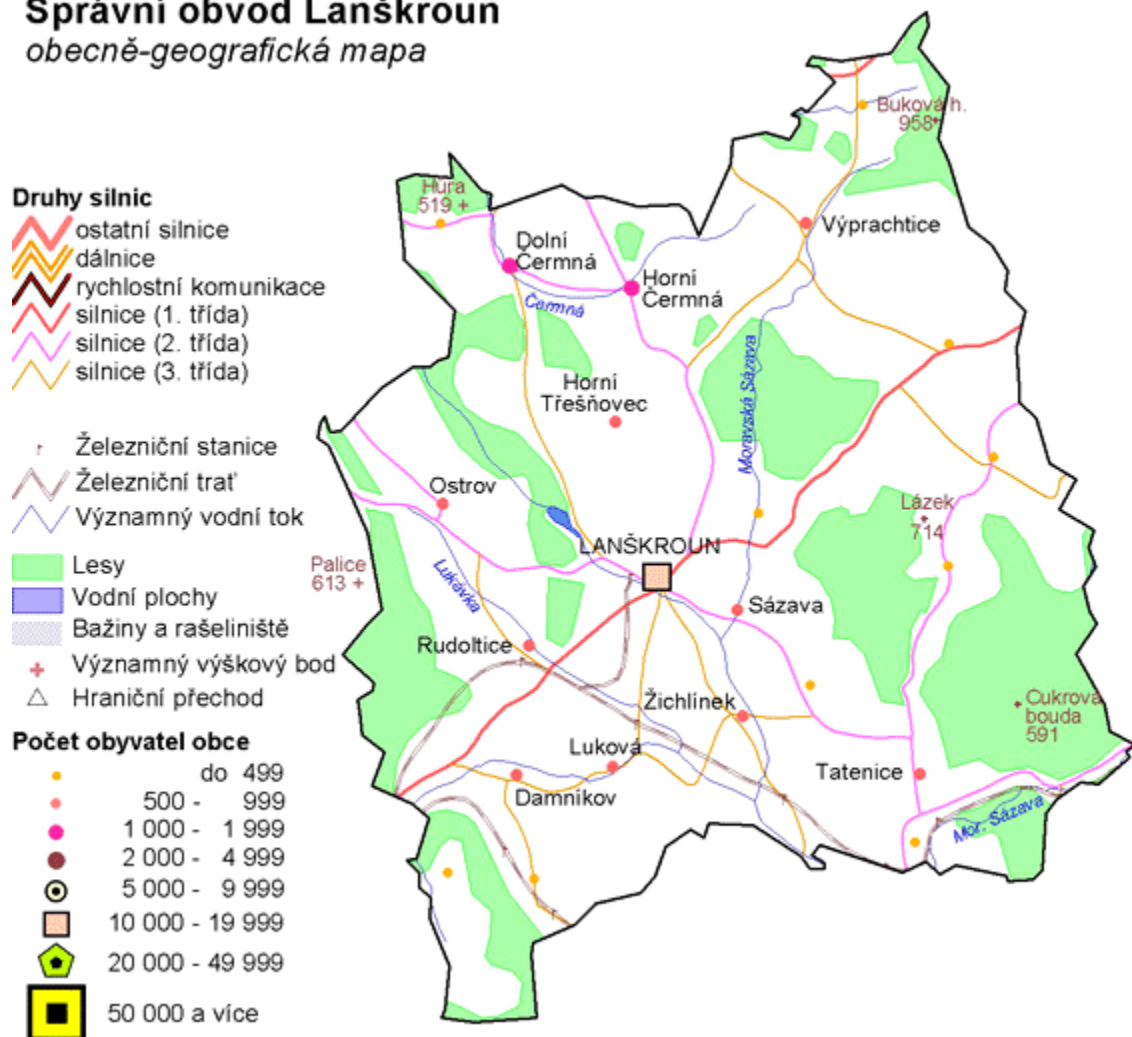 Správní obvod Lanškroun
obecně-geografická mapa
Druhy silnic
ostatní silnice
dálnice
rychlostní komunikace
silnice (1. třída)
silnice (2. třída)
silnice (3. třída)
Železniční stanice
Železniční trať
Významný vodní tok
Lesy
Vodní plochy
Bažiny a rašeliniště
Významný výškový bod
Hraniční přechod
Počet obyvatel obce
do 499
500 - 999
1 000 - 1 999
2 000 - 4 999
5 000 - 9 999
10 000 - 19 999
20 000 - 49 999
50 000 a více
Buková h.
958
Hůra
519
Výprachtice
Dolní
Čermná
Horní
Čermná
Čermná
Horní
Třešňovec
Moravská Sázava
Ostrov
Lázek
714
LANŠKROUN
Palice
613
Lukávka
Sázava
Rudoltice
Žichlínek
Cukrová
bouda
591
Luková
Tatenice
Damníkov
Mor. Sázava